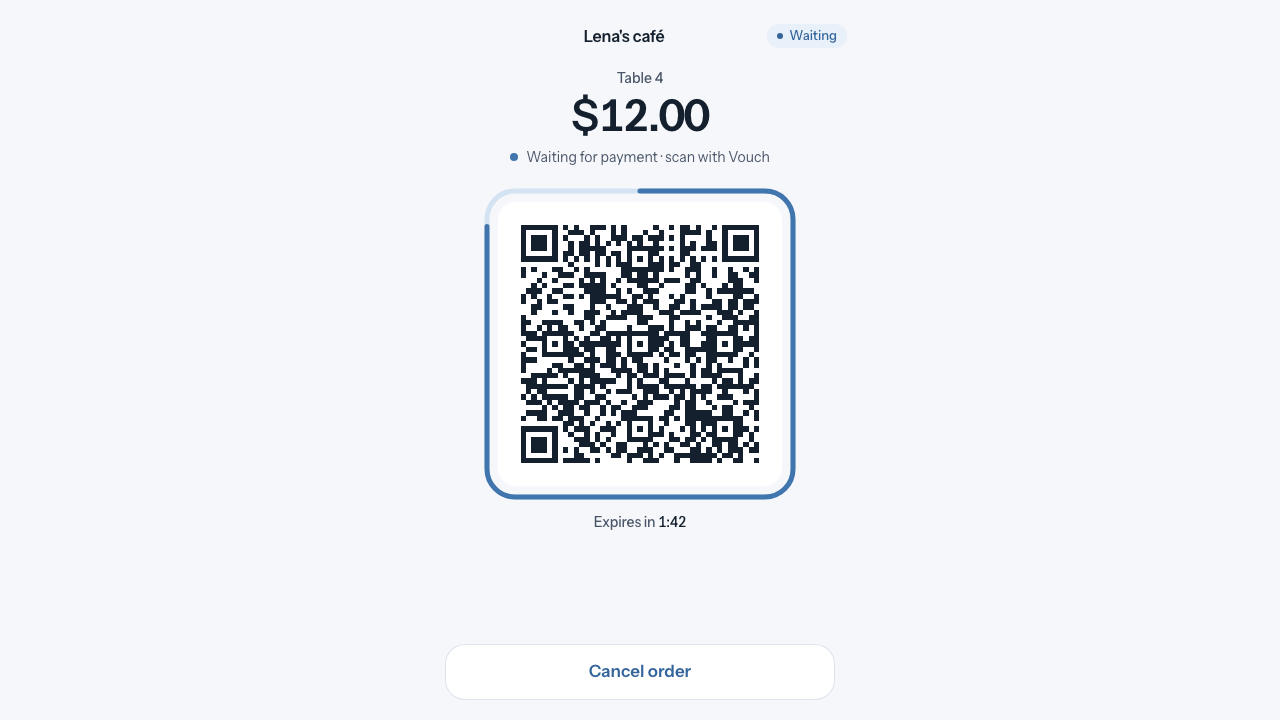 Lena's café
Waiting
Table 4
$12.00
Waiting for payment · scan with Vouch
Expires in 1:42
Cancel order